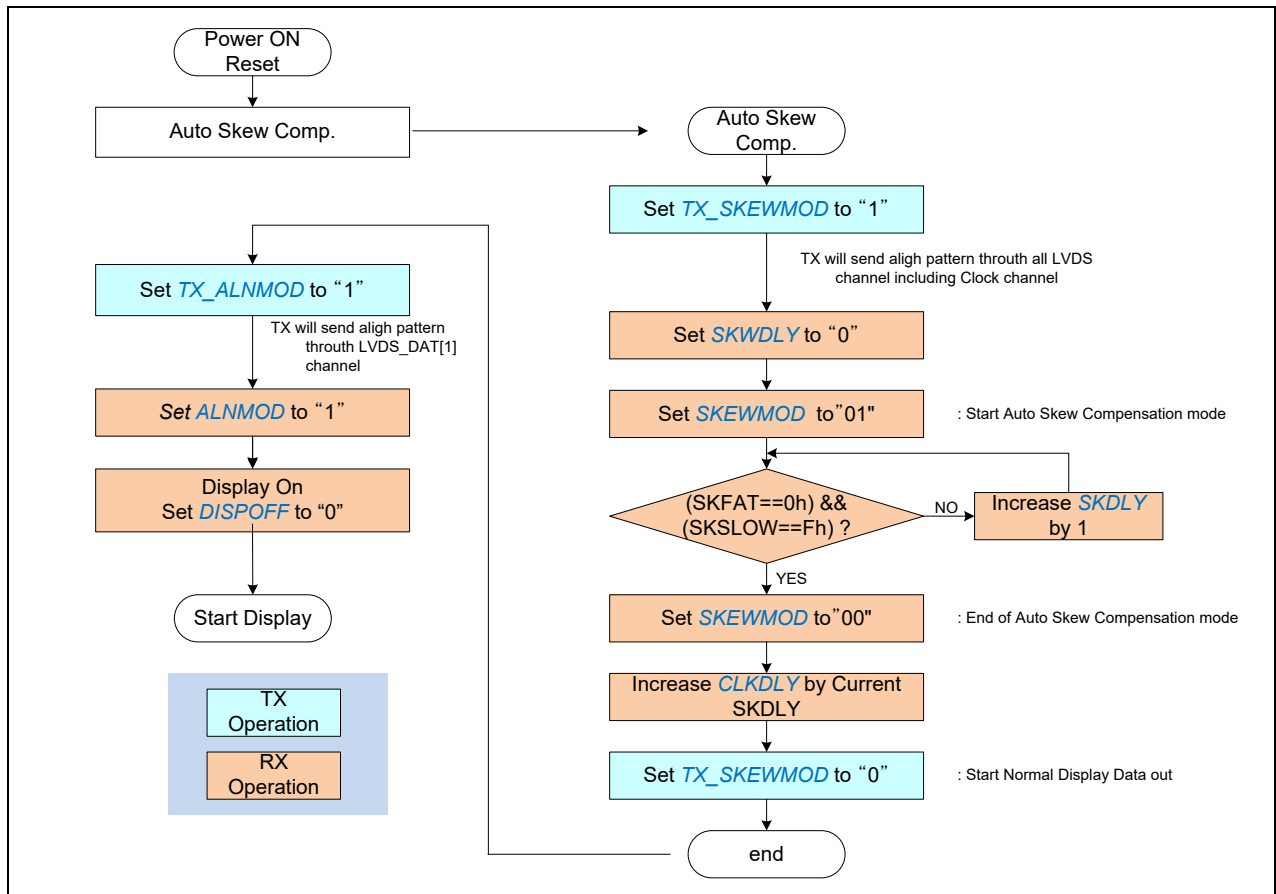 Power ON
Reset
Auto Skew Comp.
Set TX_ALNMOD to “1”
TX will send aligh pattern
throuth LVDS_DAT[1]
channel
Set ALNMOD to “1”
Display On
Set DISPOFF to “0”
Start Display
TX
Operation
RX
Operation
Auto Skew
Comp.
Set TX_SKEWMOD to “1”
TX will send aligh pattern throuth all LVDS
channel including Clock channel
Set SKWDLY to “0”
Set SKEWMOD to”01"
: Start Auto Skew Compensation mode
(SKFAT==0h) &&
(SKSLOW==Fh) ?
NO
Increase SKDLY
by 1
YES
Set SKEWMOD to”00"
: End of Auto Skew Compensation mode
Increase CLKDLY by Current
SKDLY
Set TX_SKEWMOD to “0”
: Start Normal Display Data out
end